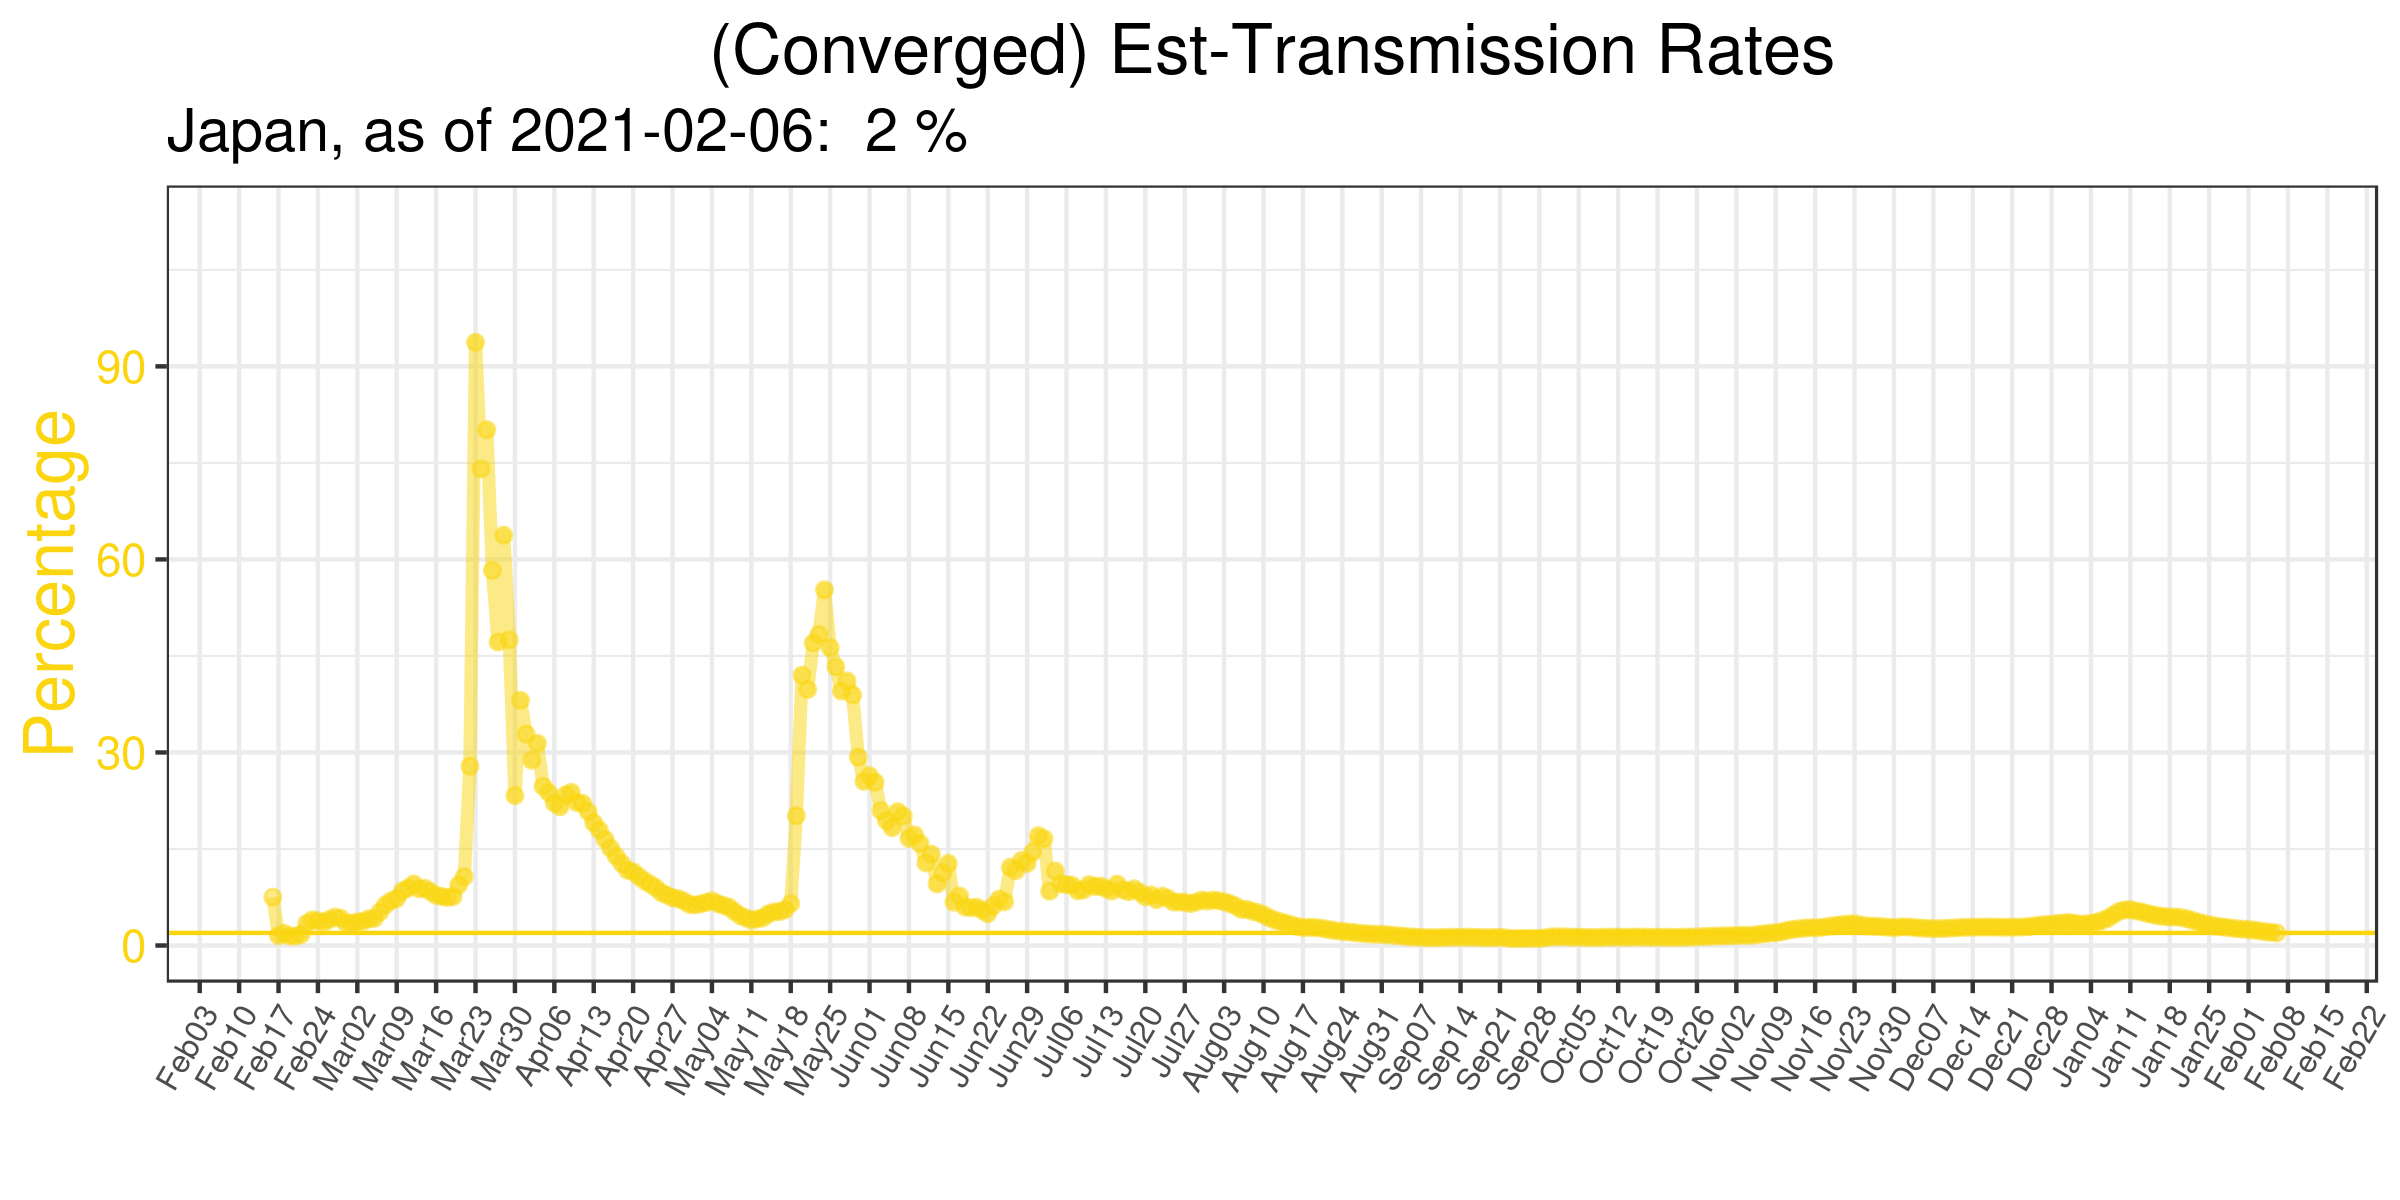 (Converged) Est-Transmission Rates
Japan, as of 2021-02-06:  2 %
Percentage
90
60
30
0
Feb03
Feb10
Feb17
Feb24
Mar02
Mar09
Mar16
Mar23
Mar30
Apr06
Apr13
Apr20
Apr27
May04
May11
May18
May25
Jun01
Jun08
Jun15
Jun22
Jun29
Jul06
Jul13
Jul20
Jul27
Aug03
Aug10
Aug17
Aug24
Aug31
Sep07
Sep14
Sep21
Sep28
Oct05
Oct12
Oct19
Oct26
Nov02
Nov09
Nov16
Nov23
Nov30
Dec07
Dec14
Dec21
Dec28
Jan04
Jan11
Jan18
Jan25
Feb01
Feb08
Feb15
Feb22